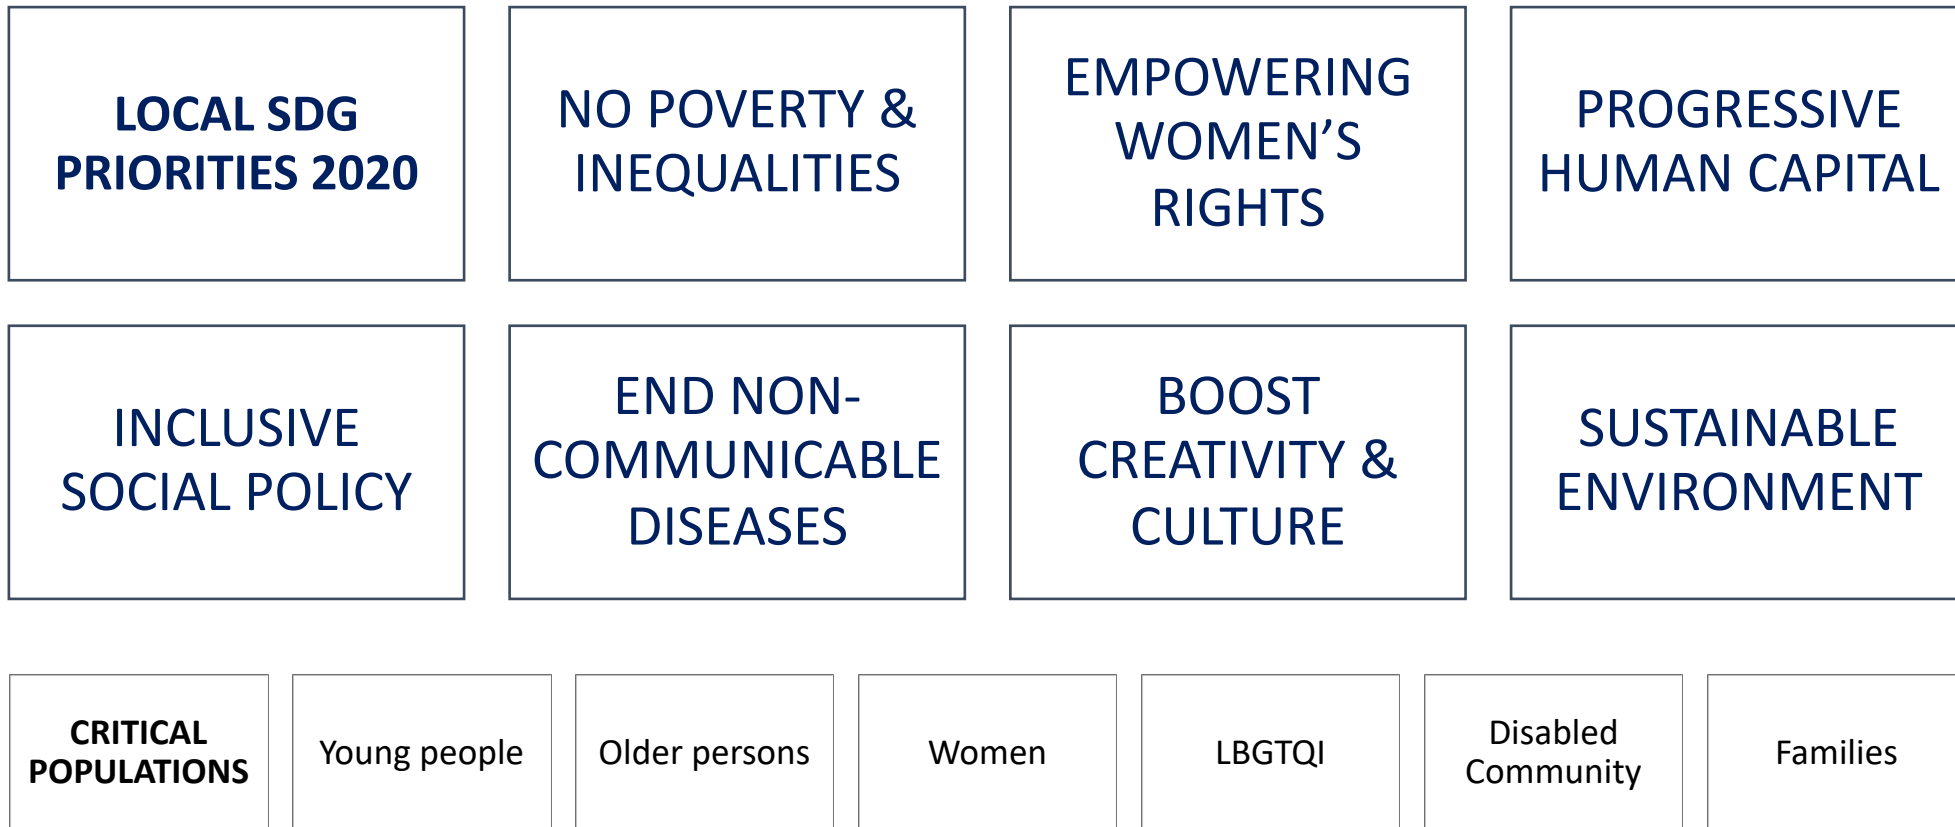 LOCAL SDG
PRIORITIES 2020
NO POVERTY &
INEQUALITIES
EMPOWERING
WOMEN’S
RIGHTS
PROGRESSIVE
HUMAN CAPITAL
INCLUSIVE
SOCIAL POLICY
END NON-
COMMUNICABLE
DISEASES
BOOST
CREATIVITY &
CULTURE
SUSTAINABLE
ENVIRONMENT
CRITICAL
POPULATIONS
Young people
Older persons
Women
LBGTQI
Disabled
Community
Families